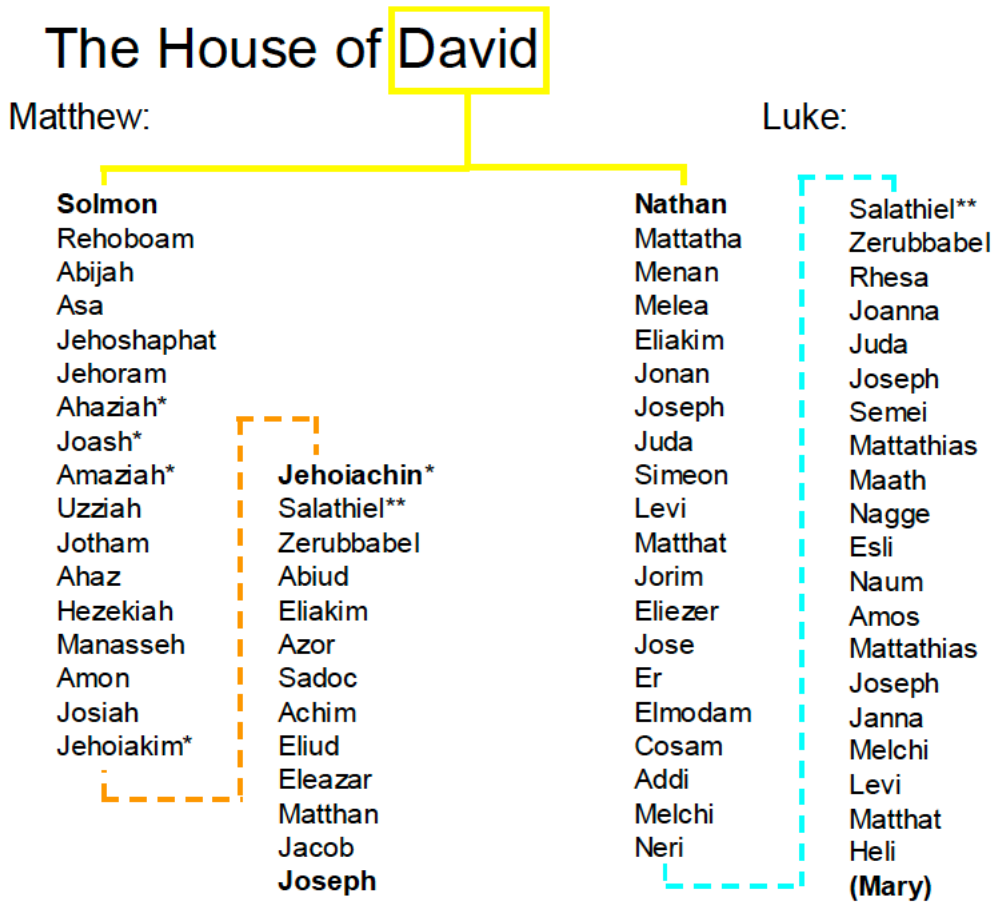 The House of David
Matthew:
Solmon
Rehoboam
Abijah
Asa
Jehoshaphat
Jehoram
Ahaziah*
Joash*
Amaziah*
Uzziah
Jotham
Ahaz
Hezekiah
Manasseh
Amon
Josiah
Jehoiakim*
Jehoiachin*
Salathiel**
Zerubbabel
Abiud
Eliakim
Azor
Sadoc
Achim
Eliud
Eleazar
Matthan
Jacob
Joseph
Luke:
Nathan
Mattatha
Menan
Melea
Eliakim
Jonan
Joseph
Juda
Simeon
Levi
Matthat
Jorim
Eliezer
Jose
Er
Elmodam
Cosam
Addi
Melchi
Neri
Salathiel**
Zerubbabel
Rhesa
Joanna
Juda
Joseph
Semei
Mattathias
Maath
Nagge
Esli
Naum
Amos
Mattathias
Joseph
Janna
Melchi
Levi
Matthat
Heli
(Mary)